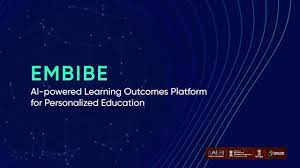 EMBIBE
AI-powered Learning Outcomes Platform
for Personalized Education